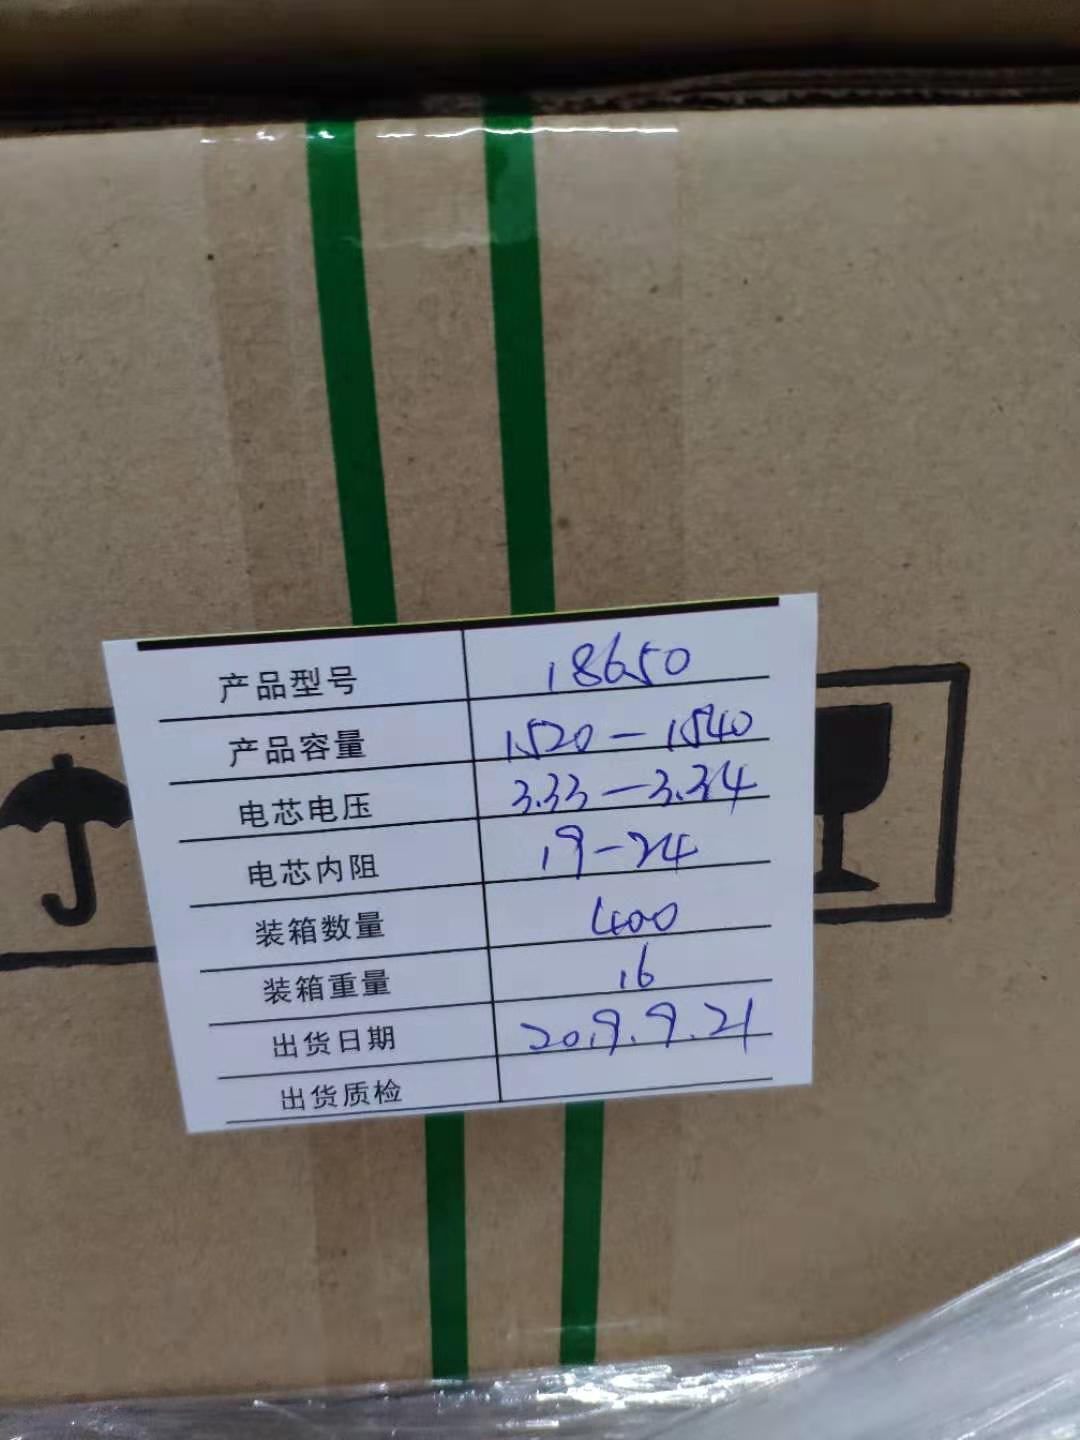 产品型号 18650
产品容量 1520-1540
电芯电压 3.33-3.34
电芯内阻 19-24
装箱数量 400
装箱重量 16
出货日期 2019.9.21
出货质检